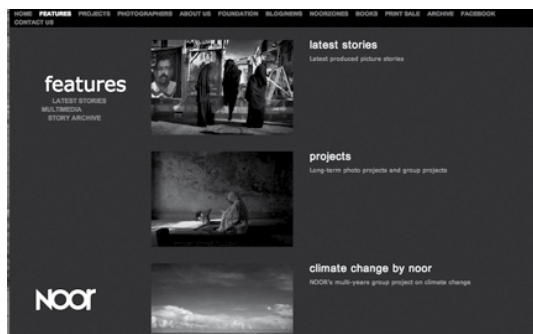 HOME FEATURES PROJECTS PHOTOGRAPHERS ABOUT US FOUNDATION BLOG/NEWS NOORZONES BOOKS PRINT SALE ARCHIVE FACEBOOK
CONTACT US
features
LATEST STORIES
MULTIMEDIA
STORY ARCHIVE
latest stories
Latest produced picture stories
projects
Long-term photo projects and group projects
climate change by noor
NOOR's multi-years group project on climate change
NOOR